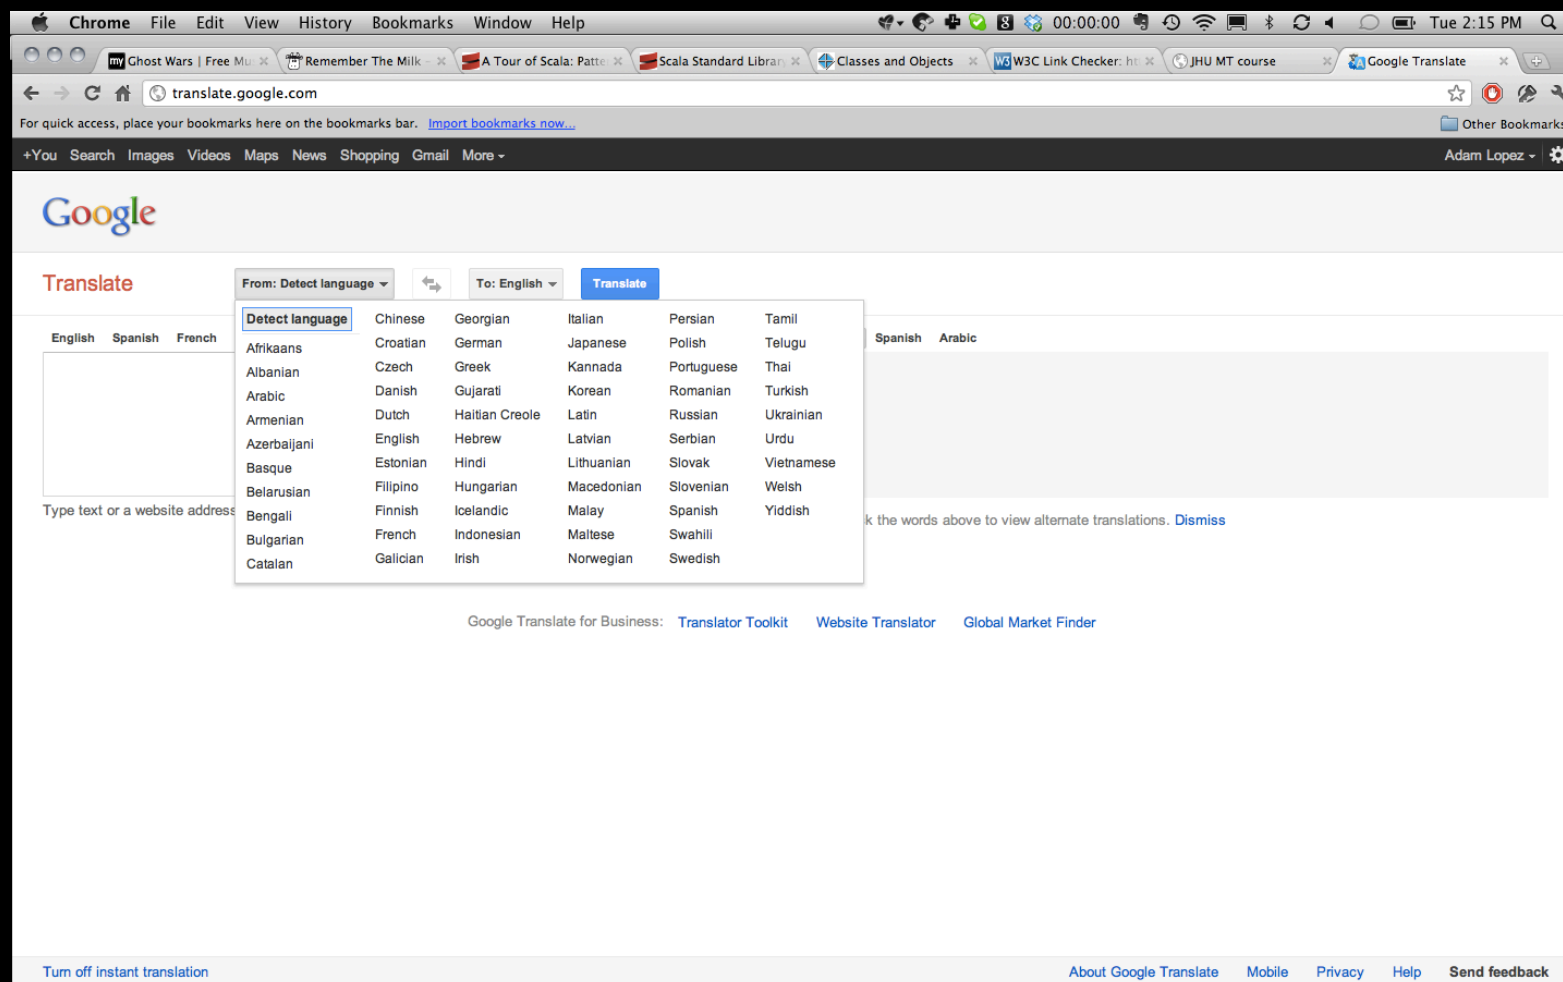 Chrome File Edit View History Bookmarks Window Help 00:00:00 Tue 2:15 PM
my Ghost Wars | Free Mu Remember The Milk - A Tour of Scala: Patte Scala Standard Librar Classes and Objects W3 W3C Link Checker: ht JHU MT course Google Translate
translate.google.com
For quick access, place your bookmarks here on the bookmarks bar. Import bookmarks now... Other Bookmarks
+You Search Images Videos Maps News Shopping Gmail More Adam Lopez
Google
Translate From: Detect language To: English Translate
English Spanish French Spanish Arabic
Detect language Chinese Georgian Italian Persian Tamil
Afrikaans Croatian German Japanese Polish Telugu
Albanian Czech Greek Kannada Portuguese Thai
Arabic Danish Gujarati Korean Romanian Turkish
Armenian Dutch Haitian Creole Latin Russian Ukrainian
Azerbaijani English Hebrew Latvian Serbian Urdu
Basque Estonian Hindi Lithuanian Slovak Vietnamese
Belarusian Filipino Hungarian Macedonian Slovenian Welsh
Bengali Finnish Icelandic Malay Spanish Yiddish
Bulgarian French Indonesian Maltese Swahili
Catalan Galician Irish Norwegian Swedish
Type text or a website address k the words above to view alternate translations. Dismiss
Google Translate for Business: Translator Toolkit Website Translator Global Market Finder
Turn off instant translation About Google Translate Mobile Privacy Help Send feedback